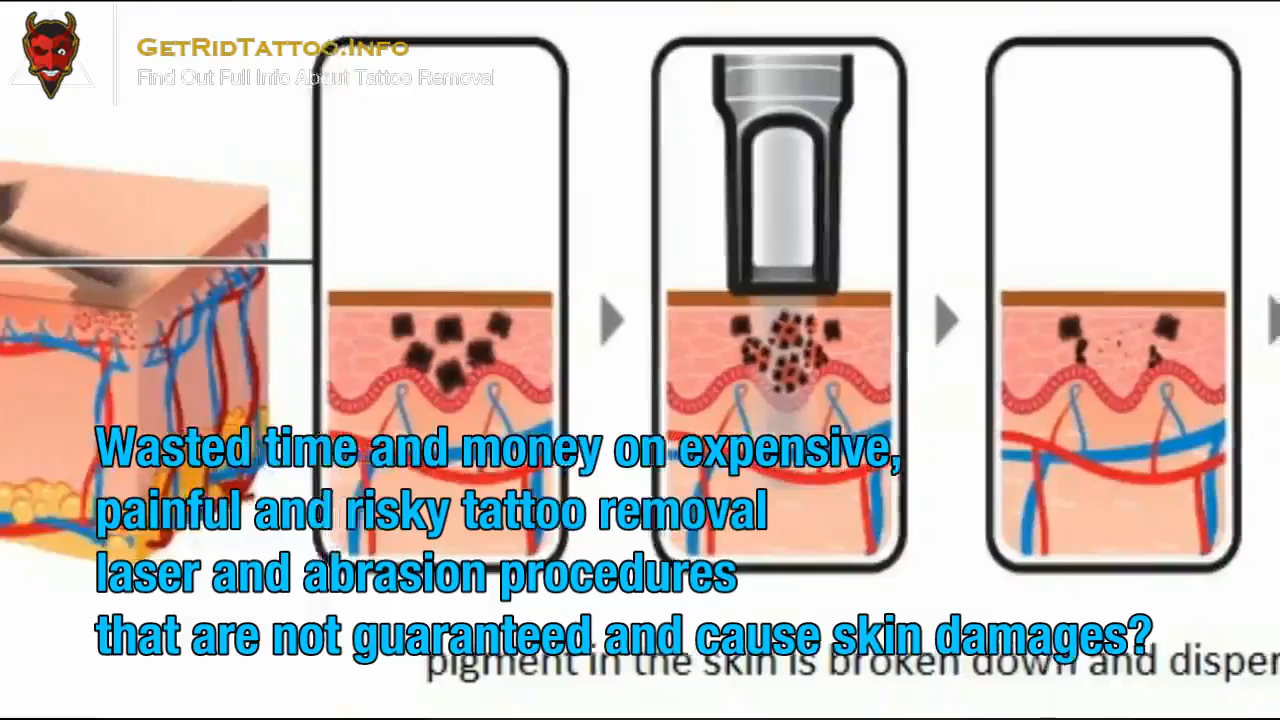 GetRidTattoo.Info
Find Out Full Info About Tattoo Removal
Wasted time and money on expensive,
painful and risky tattoo removal
laser and abrasion procedures
that are not guaranteed and cause skin damages?
pigment in the skin is broken down and disper